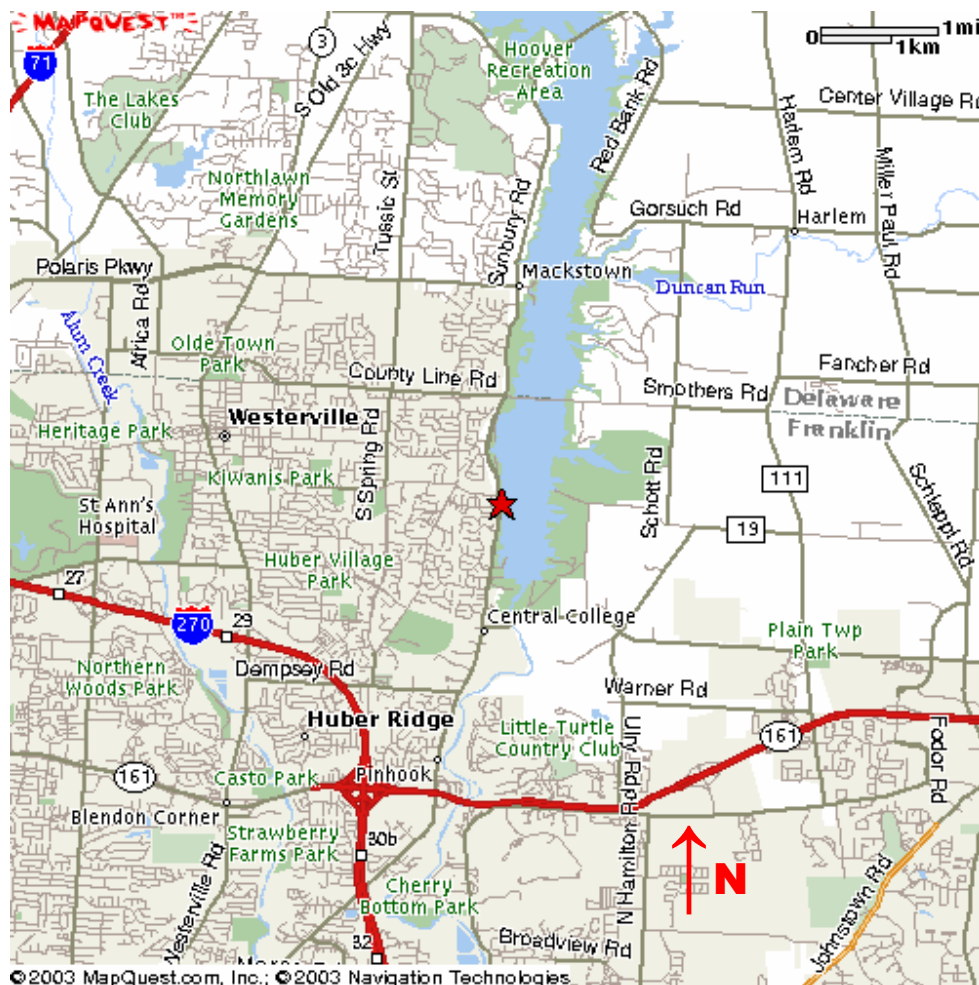 MAPQUEST™
71
3
S Old 3c Hwy
Hoover
Recreation
Area
0 1mi
1km
The Lakes
Club
Red Bank Rd
Harlem Rd
Center Village Rd
Northlawn
Memory
Gardens
Tussic St
Sunbury Rd
Gorsuch Rd
Harlem
Miller Paul Rd
Polaris Pkwy
Mackstown
Duncan Run
Africa Rd
Alum Creek
Olde Town
Park
County Line Rd
Smothers Rd
Fancher Rd
Delaware
Franklin
Westerville
Heritage Park
Kiwanis Park
S Spring Rd
Schott Rd
111
Schleppi Rd
St Ann's
Hospital
19
Huber Village
Park
27
270
29
Central College
Plain Twp
Park
Dempsey Rd
Northern
Woods Park
Warner Rd
Huber Ridge
Little Turtle
Country Club
Ulry Rd
161
Fodor Rd
161
Casto Park
Pinhook
Blendon Corner
N Hamilton Rd
Strawberry
Farms Park
30b
N
Westerville Rd
Cherry
Bottom Park
Johnstown Rd
32
Broadview Rd
©2003 MapQuest.com, Inc.; ©2003 Navigation Technologies